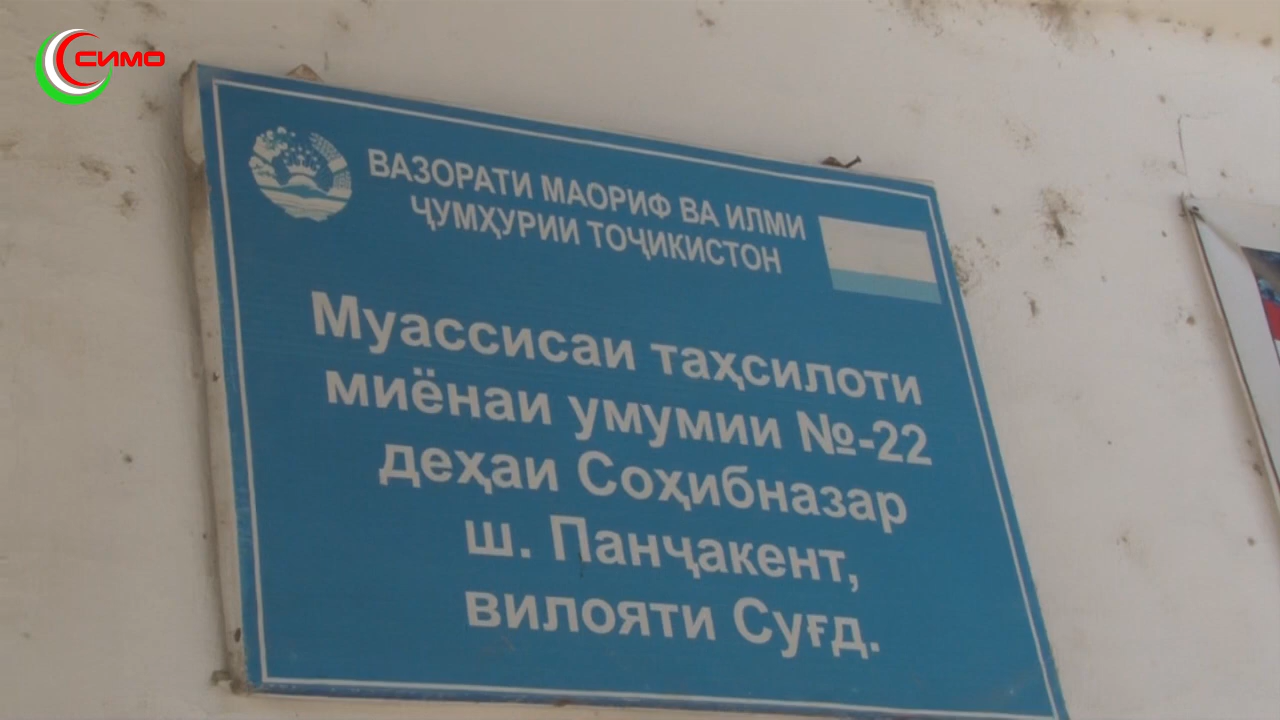 СИМО
ВАЗОРАТИ МАОРИФ ВА ИЛМИ
ҶУМҲУРИИ ТОҶИКИСТОН
Муассисаи таҳсилоти
миёнаи умумии №-22
деҳаи Соҳибназар
ш. Панҷакент,
вилояти Суғд.